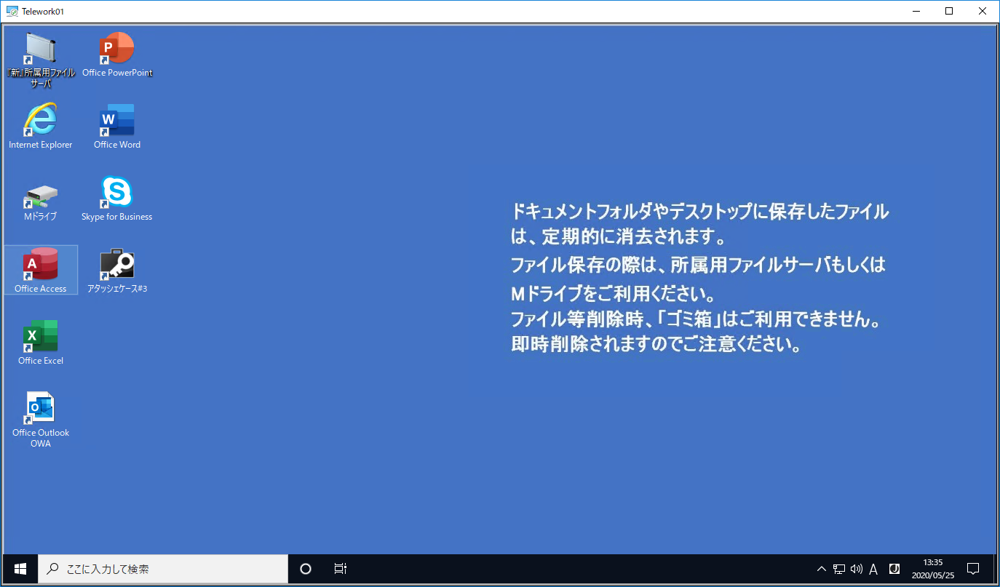 Telework01
『新』所属用ファイル
サーバ
Office PowerPoint
Internet Explorer
Office Word
Mドライブ
Skype for Business
Office Access
アタッシェケース#3
Office Excel
Office Outlook
OWA
ドキュメントフォルダやデスクトップに保存したファイル
は、定期的に消去されます。
ファイル保存の際は、所属用ファイルサーバもしくは
Mドライブをご利用ください。
ファイル等削除時、「ゴミ箱」はご利用できません。
即時削除されますのでご注意ください。
ここに入力して検索
A
13:35
2020/05/25